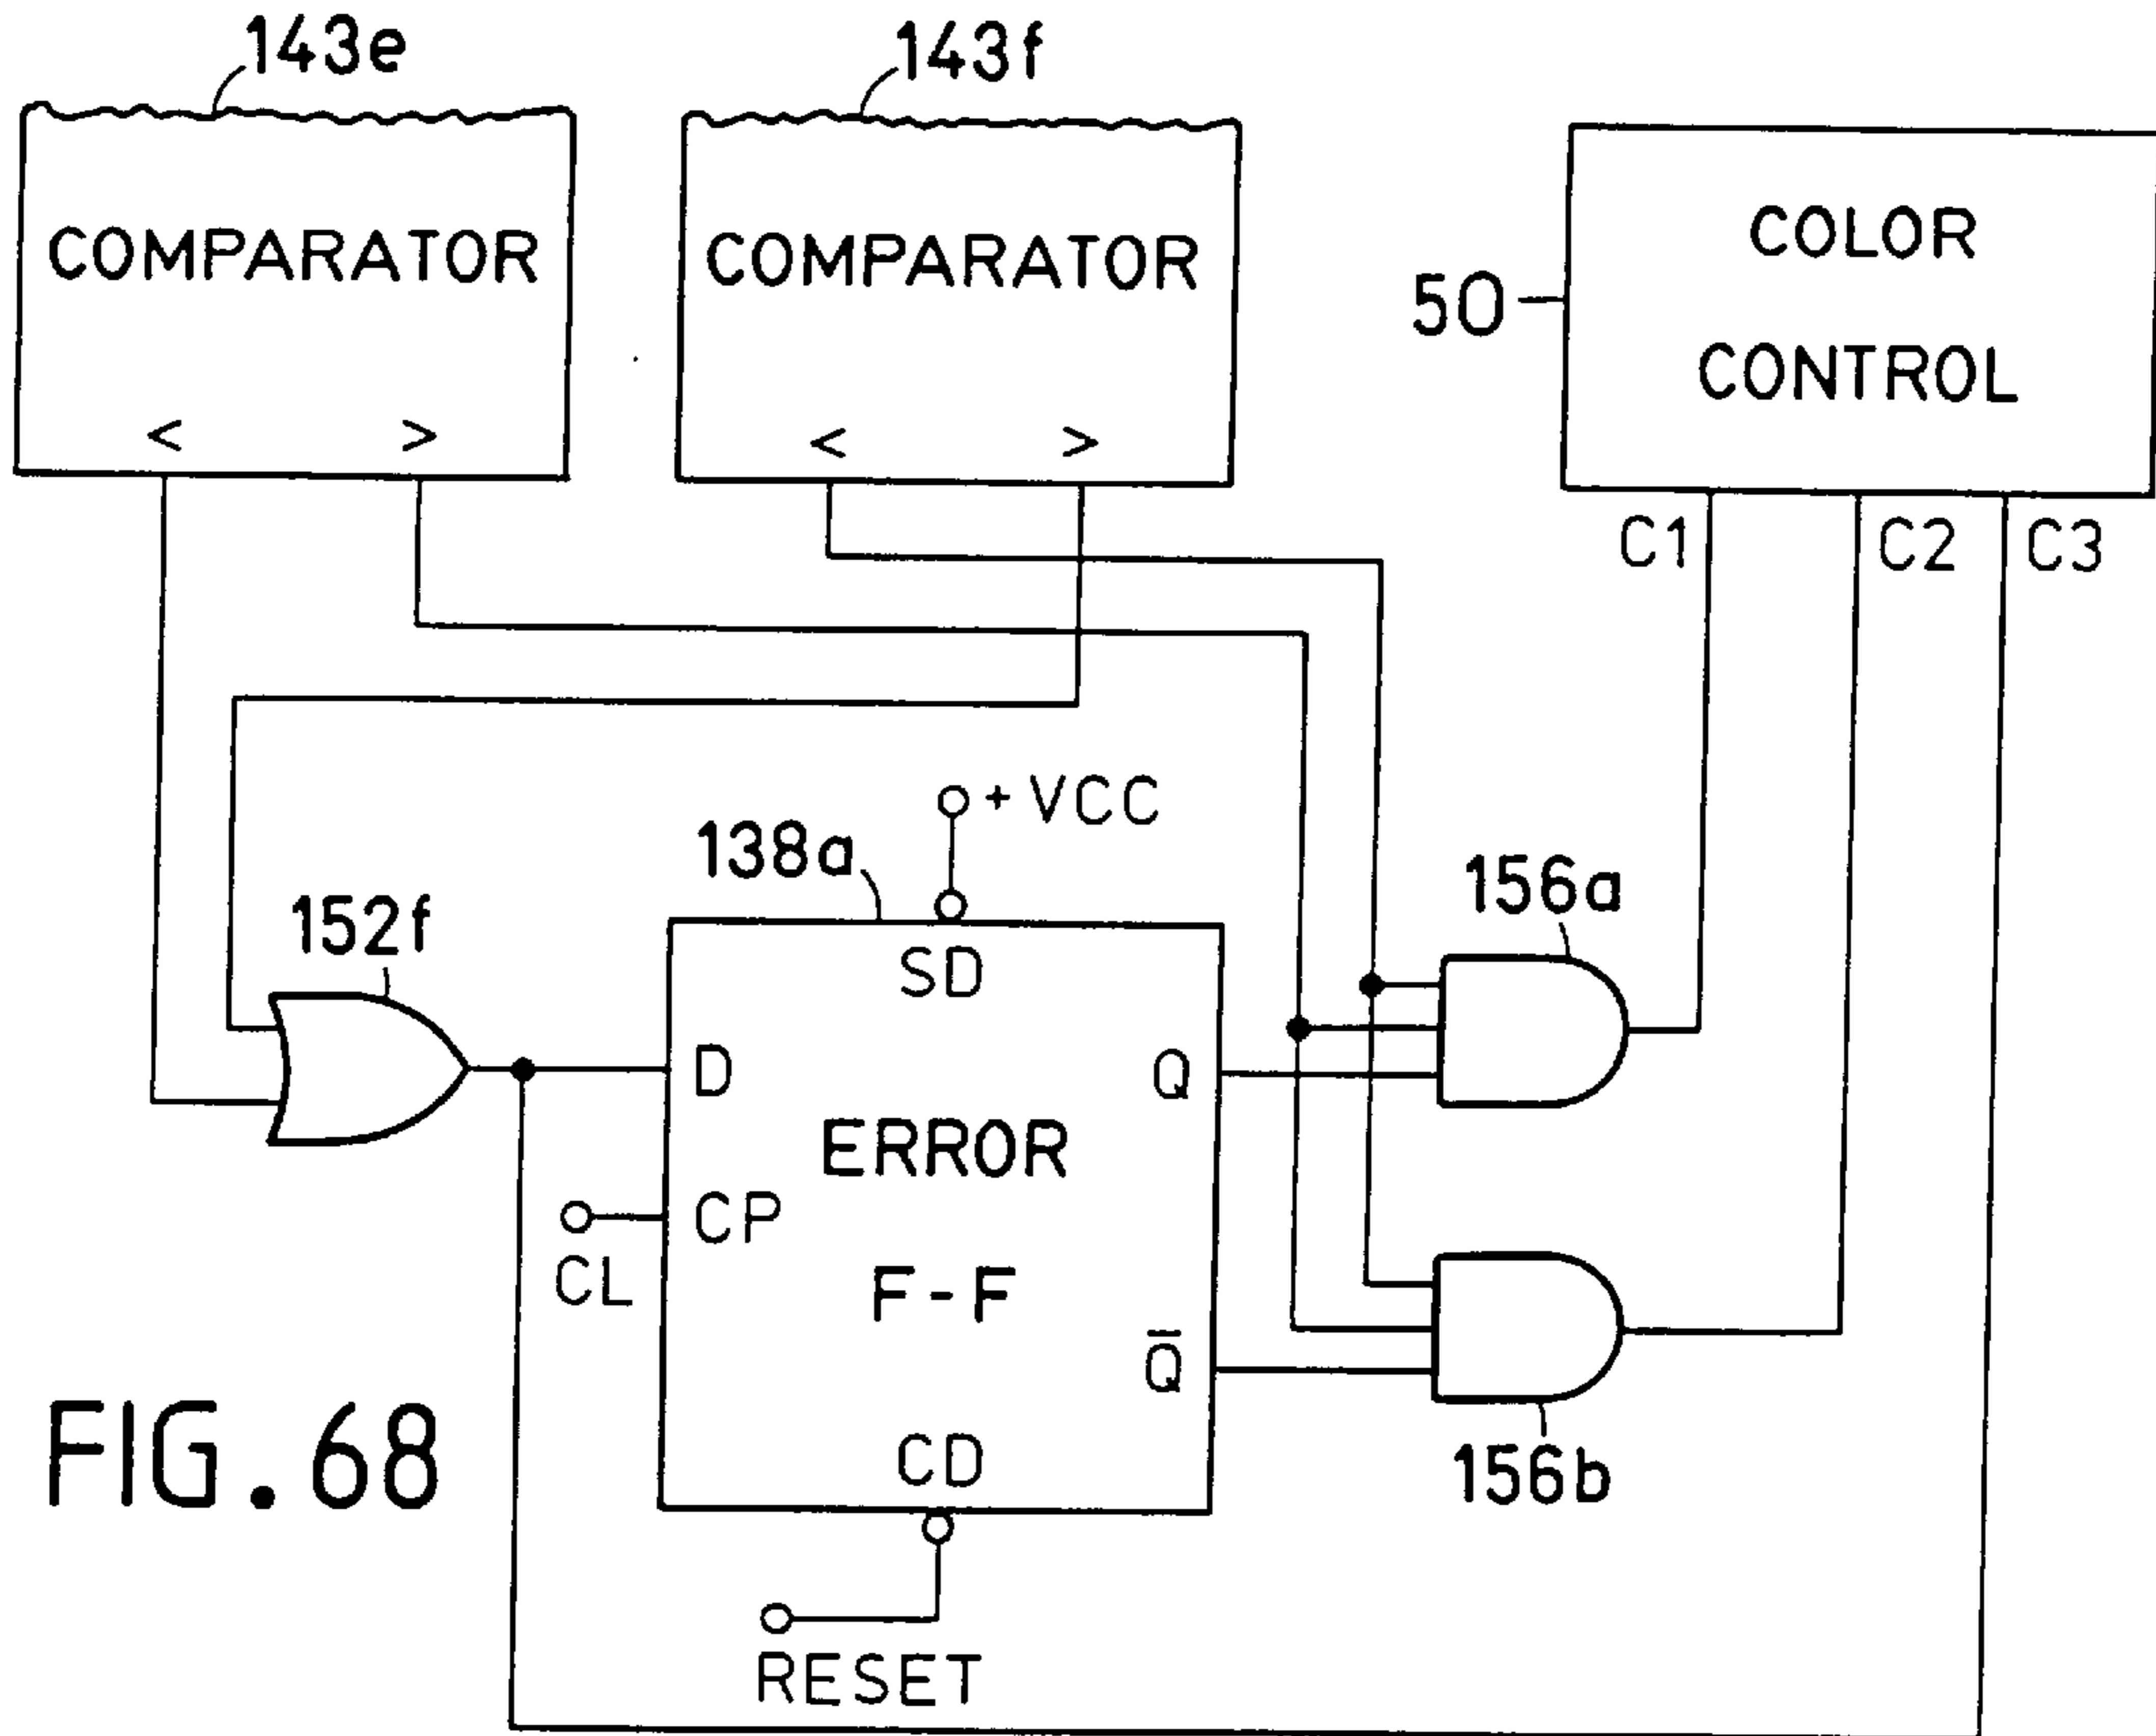 143e
143f
COMPARATOR
COMPARATOR
COLOR
CONTROL
50
< >
< >
C1
C2
C3
+ VCC
138a
156a
152f
SD
D
Q
ERROR
CP
CL
F-F
Q̅
CD
156b
FIG. 68
RESET